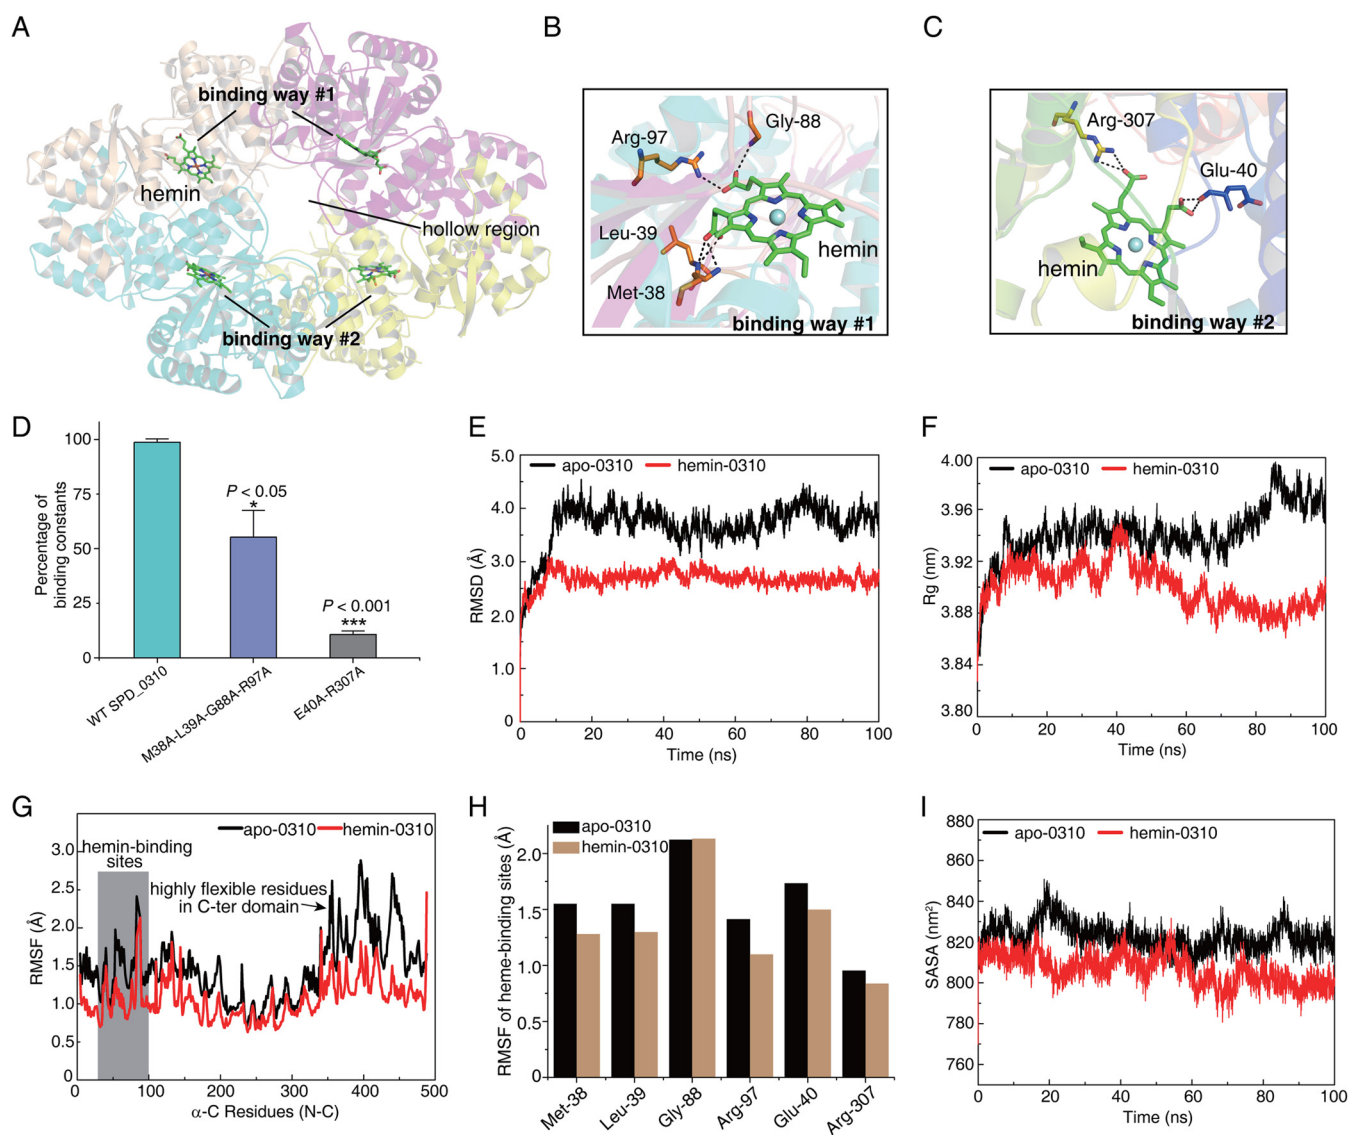 A
binding way #1
hemin
hollow region
binding way #2
B
Gly-88
Arg-97
Leu-39
hemin
Met-38
binding way #1
C
Arg-307
Glu-40
hemin
binding way #2
D
Percentage of
binding constants
100
75
50
25
0
P < 0.05
*
P < 0.001
***
WT SPD_0310
M38A-L39A-G88A-R97A
E40A-R307A
E
apo-0310 hemin-0310
RMSD (Å)
5.0
4.0
3.0
2.0
1.0
0
0 20 40 60 80 100
Time (ns)
F
apo-0310 hemin-0310
Rg (nm)
4.00
3.96
3.92
3.88
3.84
3.80
0 20 40 60 80 100
Time (ns)
G
apo-0310 hemin-0310
hemin-binding
sites
highly flexible residues
in C-ter domain
RMSF (Å)
3.0
2.5
2.0
1.5
1.0
0.5
0
0 100 200 300 400 500
α-C Residues (N-C)
H
apo-0310
hemin-0310
RMSF of heme-binding sites (Å)
2.0
1.5
1.0
0.5
0
Met-38
Leu-39
Gly-88
Arg-97
Glu-40
Arg-307
I
apo-0310 hemin-0310
SASA (nm²)
880
860
840
820
800
780
760
0 20 40 60 80 100
Time (ns)